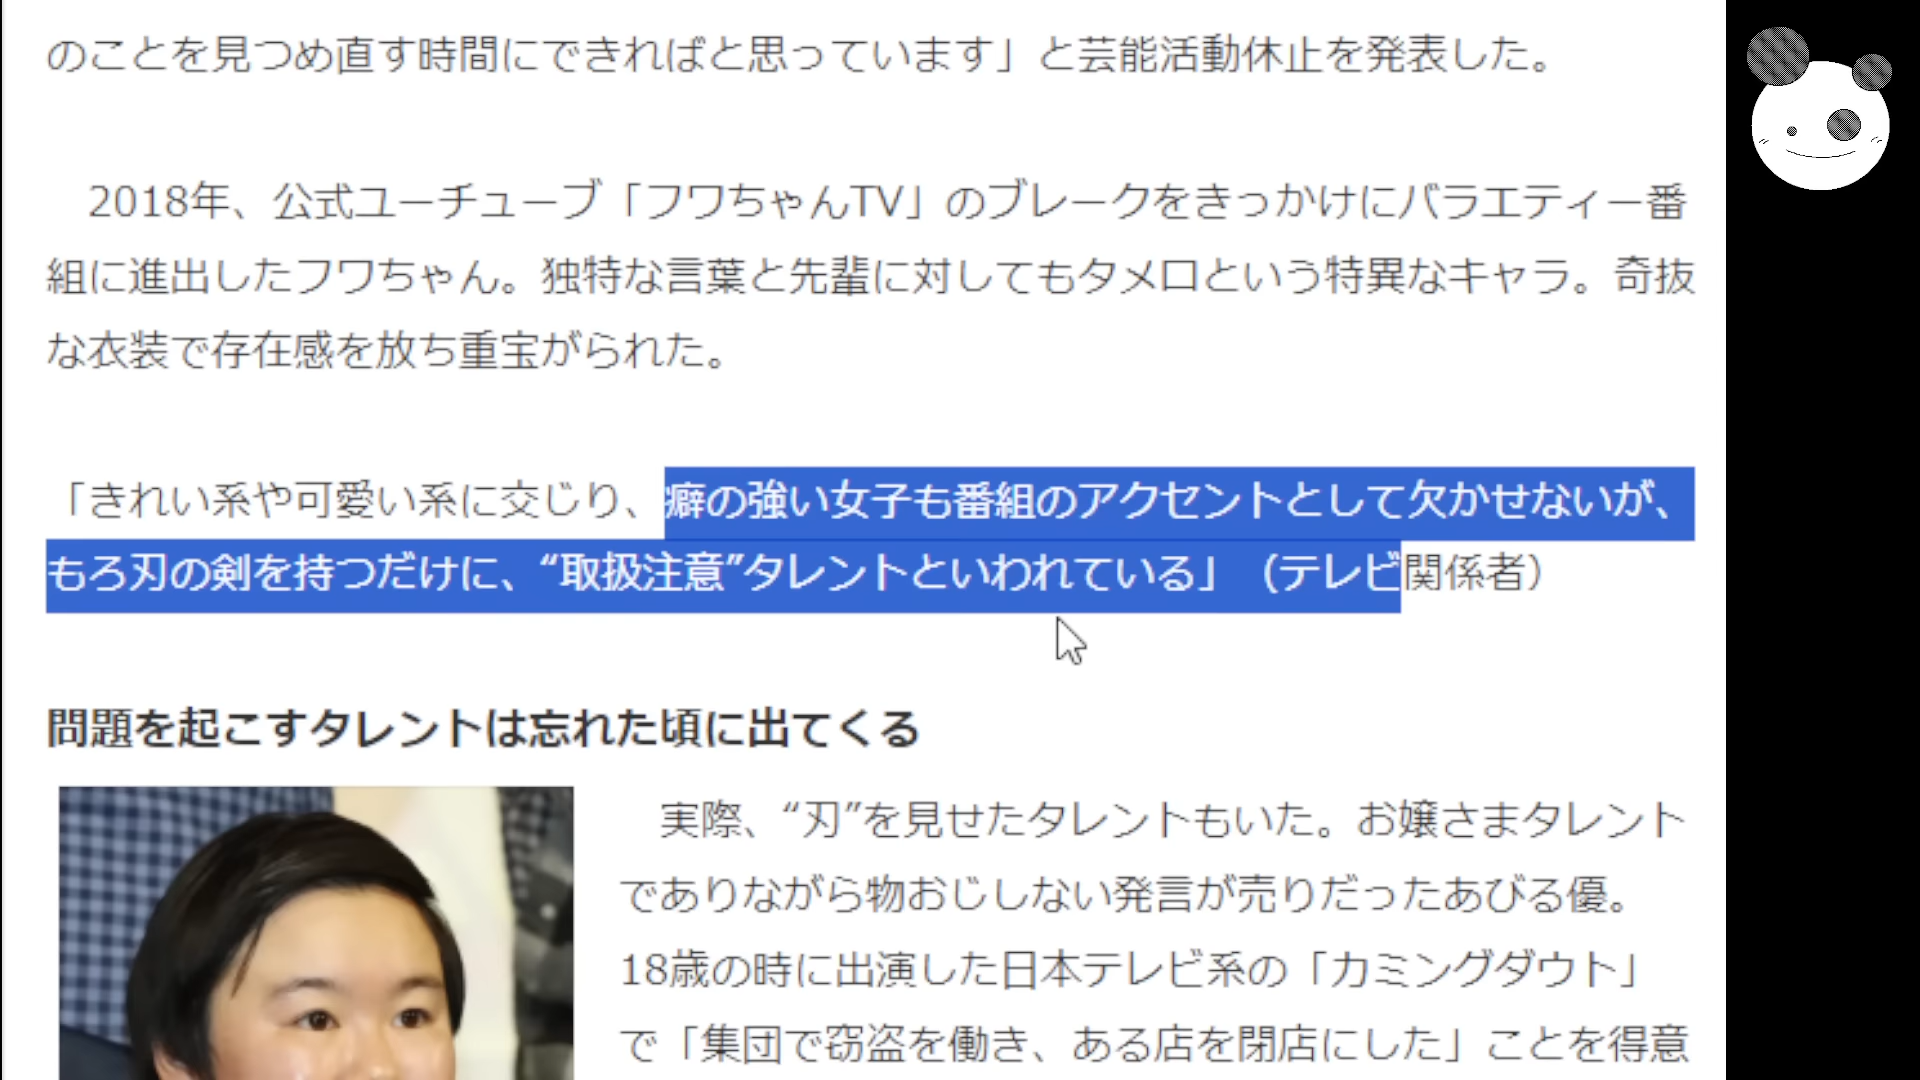 のことを見つめ直す時間にできればと思っています」と芸能活動休止を発表した。
2018年、公式ユーチューブ「フワちゃんTV」のブレークをきっかけにバラエティー番
組に進出したフワちゃん。独特な言葉と先輩に対してもタメ口という特異なキャラ。奇抜
な衣装で存在感を放ち重宝がられた。
「きれい系や可愛い系に交じり、癖の強い女子も番組のアクセントとして欠かせないが、
もろ刃の剣を持つだけに、“取扱注意”タレントといわれている」（テレビ関係者）
問題を起こすタレントは忘れた頃に出てくる
実際、“刃”を見せたタレントもいた。お嬢さまタレント
でありながら物おじしない発言が売りだったあびる優。
18歳の時に出演した日本テレビ系の「カミングダウト」
で「集団で窃盗を働き、ある店を閉店にした」ことを得意